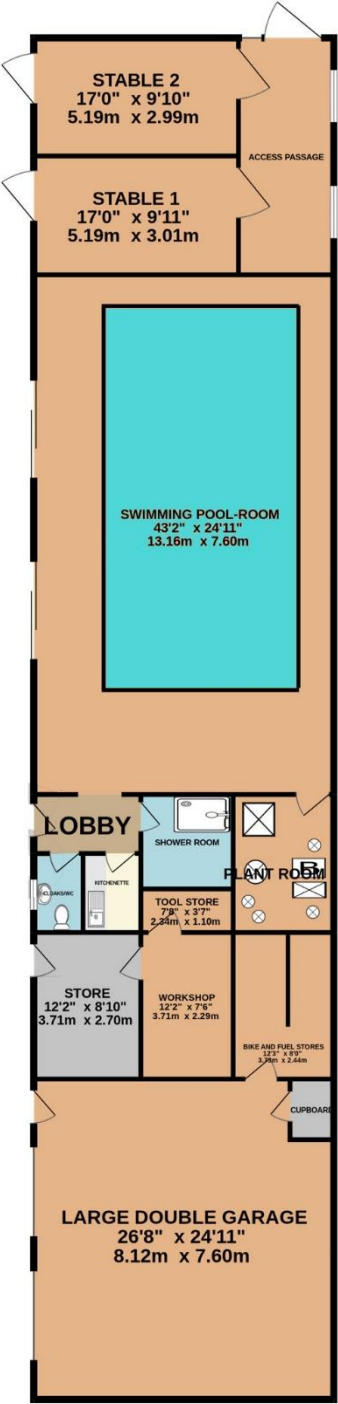 STABLE 2
17'0" x 9'10"
5.19m x 2.99m
ACCESS PASSAGE
STABLE 1
17'0" x 9'11"
5.19m x 3.01m
SWIMMING POOL-ROOM
43'2" x 24'11"
13.16m x 7.60m
LOBBY
SHOWER ROOM
CLOAKS/WC
KITCHENETTE
PLANT ROOM
B
TOOL STORE
7'8" x 3'7"
2.34m x 1.10m
STORE
12'2" x 8'10"
3.71m x 2.70m
WORKSHOP
12'2" x 7'6"
3.71m x 2.29m
BIKE AND FUEL STORES
12'3" x 8'0"
x 2.44m
CUPBOARD
LARGE DOUBLE GARAGE
26'8" x 24'11"
8.12m x 7.60m